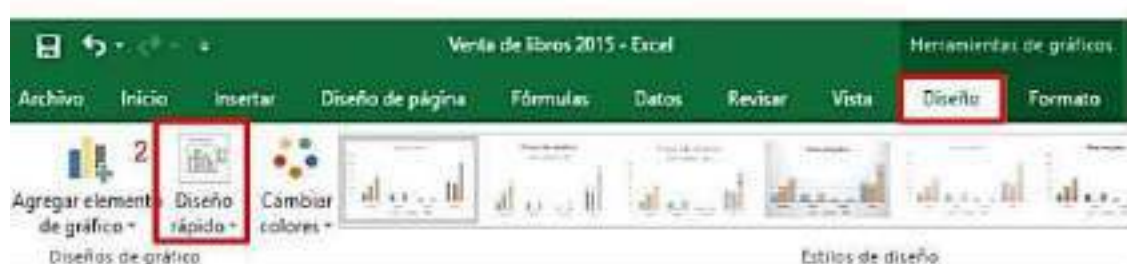 Venta de libros 2015 - Excel
Herramientas de gráficos
Archivo Inicio Insertar Diseño de página Fórmulas Datos Revisar Vista Diseño Formato
2
Agregar elemento de gráfico
Diseño rápido
Cambiar colores
Diseños de gráfico
Estilos de diseño